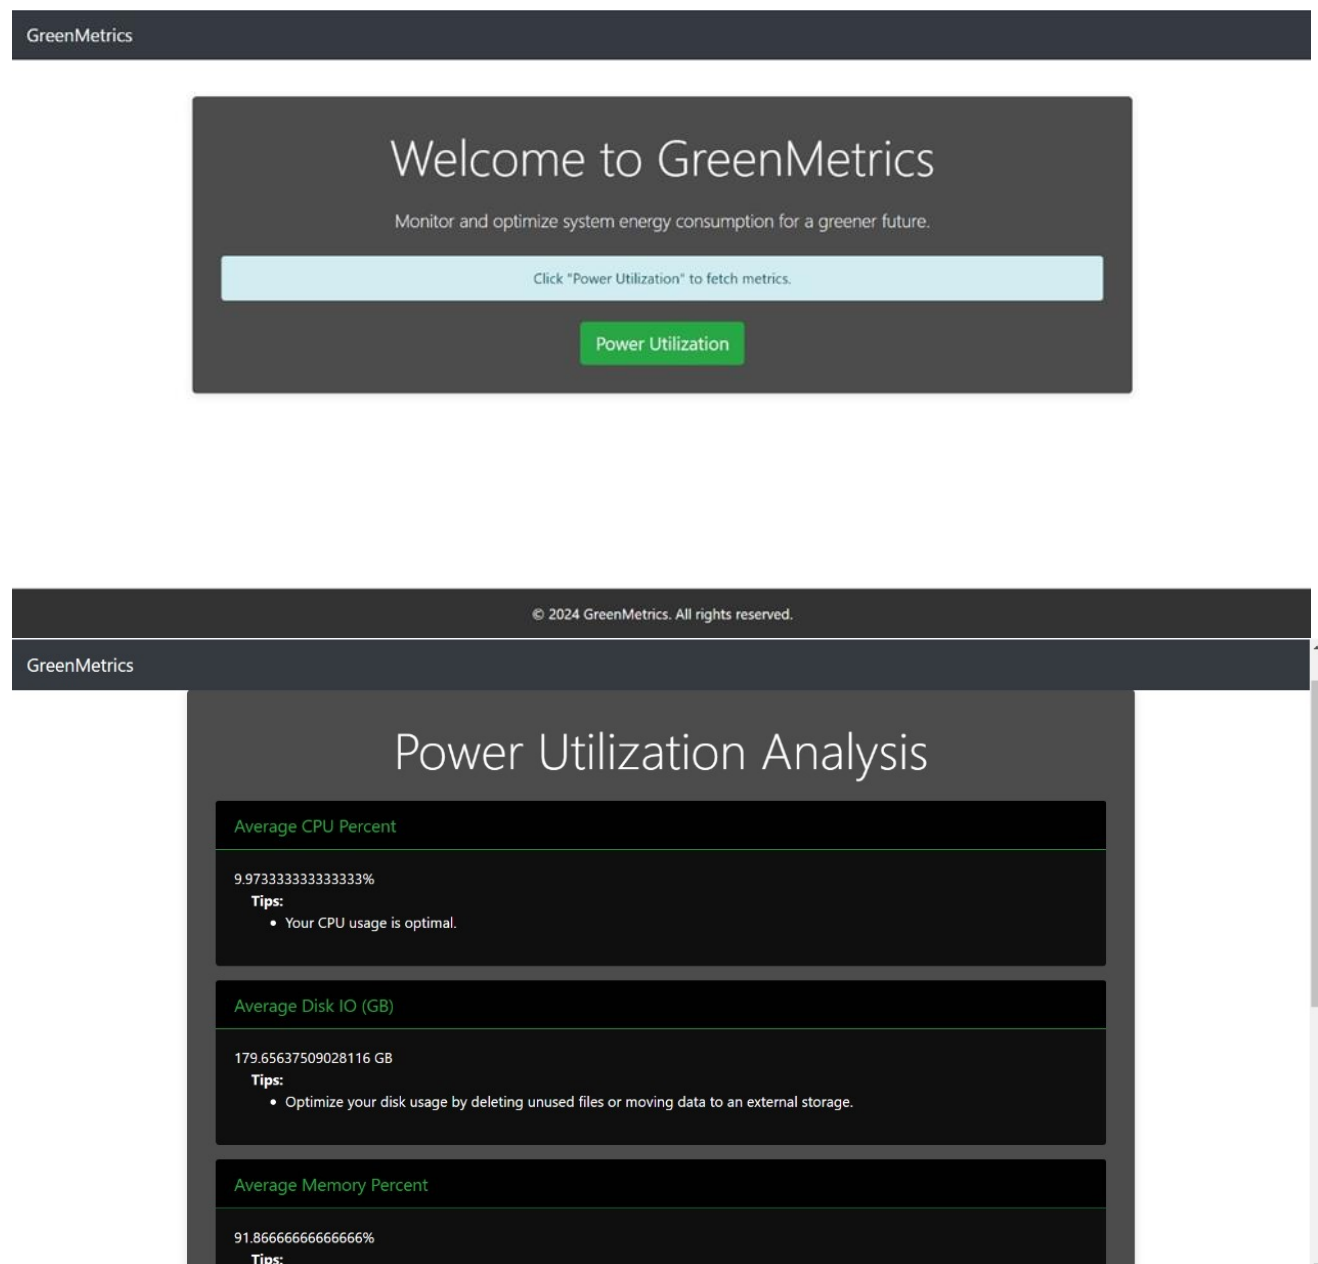 GreenMetrics
Welcome to GreenMetrics
Monitor and optimize system energy consumption for a greener future.
Click "Power Utilization" to fetch metrics.
Power Utilization
© 2024 GreenMetrics. All rights reserved.
GreenMetrics
Power Utilization Analysis
Average CPU Percent
9.973333333333333%
Tips:
• Your CPU usage is optimal.
Average Disk IO (GB)
179.65637509028116 GB
Tips:
• Optimize your disk usage by deleting unused files or moving data to an external storage.
Average Memory Percent
91.86666666666666%
Tips: